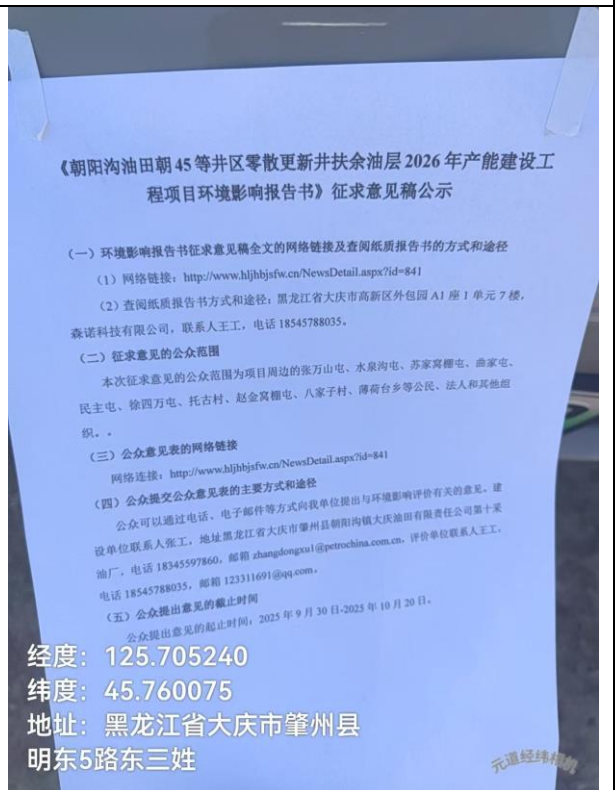 《朝阳沟油田朝45等井区零散更新井扶余油层2026年产能建设工
程项目环境影响报告书》征求意见稿公示
（一）环境影响报告书征求意见稿全文的网络链接及查阅纸质报告书的方式和途径
（1）网络链接：http://www.hljhbjsfw.cn/NewsDetail.aspx?id=841
（2）查阅纸质报告书方式和途径：黑龙江省大庆市高新区外包园A1座1单元7楼，
森诺科技有限公司，联系人王工，电话18545788035。
（二）征求意见的公众范围
本次征求意见的公众范围为项目周边的张万山屯、水泉沟屯、苏家窝棚屯、曲家屯、
民主屯、徐四万屯、托古村、赵金窝棚屯、八家子村、薄荷台乡等公民、法人和其他组
织。。
（三）公众意见表的网络链接
网络连接：http://www.hljhbjsfw.cn/NewsDetail.aspx?id=841
（四）公众提交公众意见表的主要方式和途径
公众可以通过电话、电子邮件等方式向我单位提出与环境影响评价有关的意见。建
设单位联系人张工，地址黑龙江省大庆市肇州县朝阳沟镇大庆油田有限责任公司第十采
油厂，电话18345597860，邮箱zhangdongxu1@petrochina.com.cn，评价单位联系人王工，
电话18545788035，邮箱123311691@qq.com。
（五）公众提出意见的截止时间
公众提出意见的起止时间：2025年9月30日-2025年10月20日。
经度：125.705240
纬度：45.760075
地址：黑龙江省大庆市肇州县
明东5路东三姓
元道经纬相机